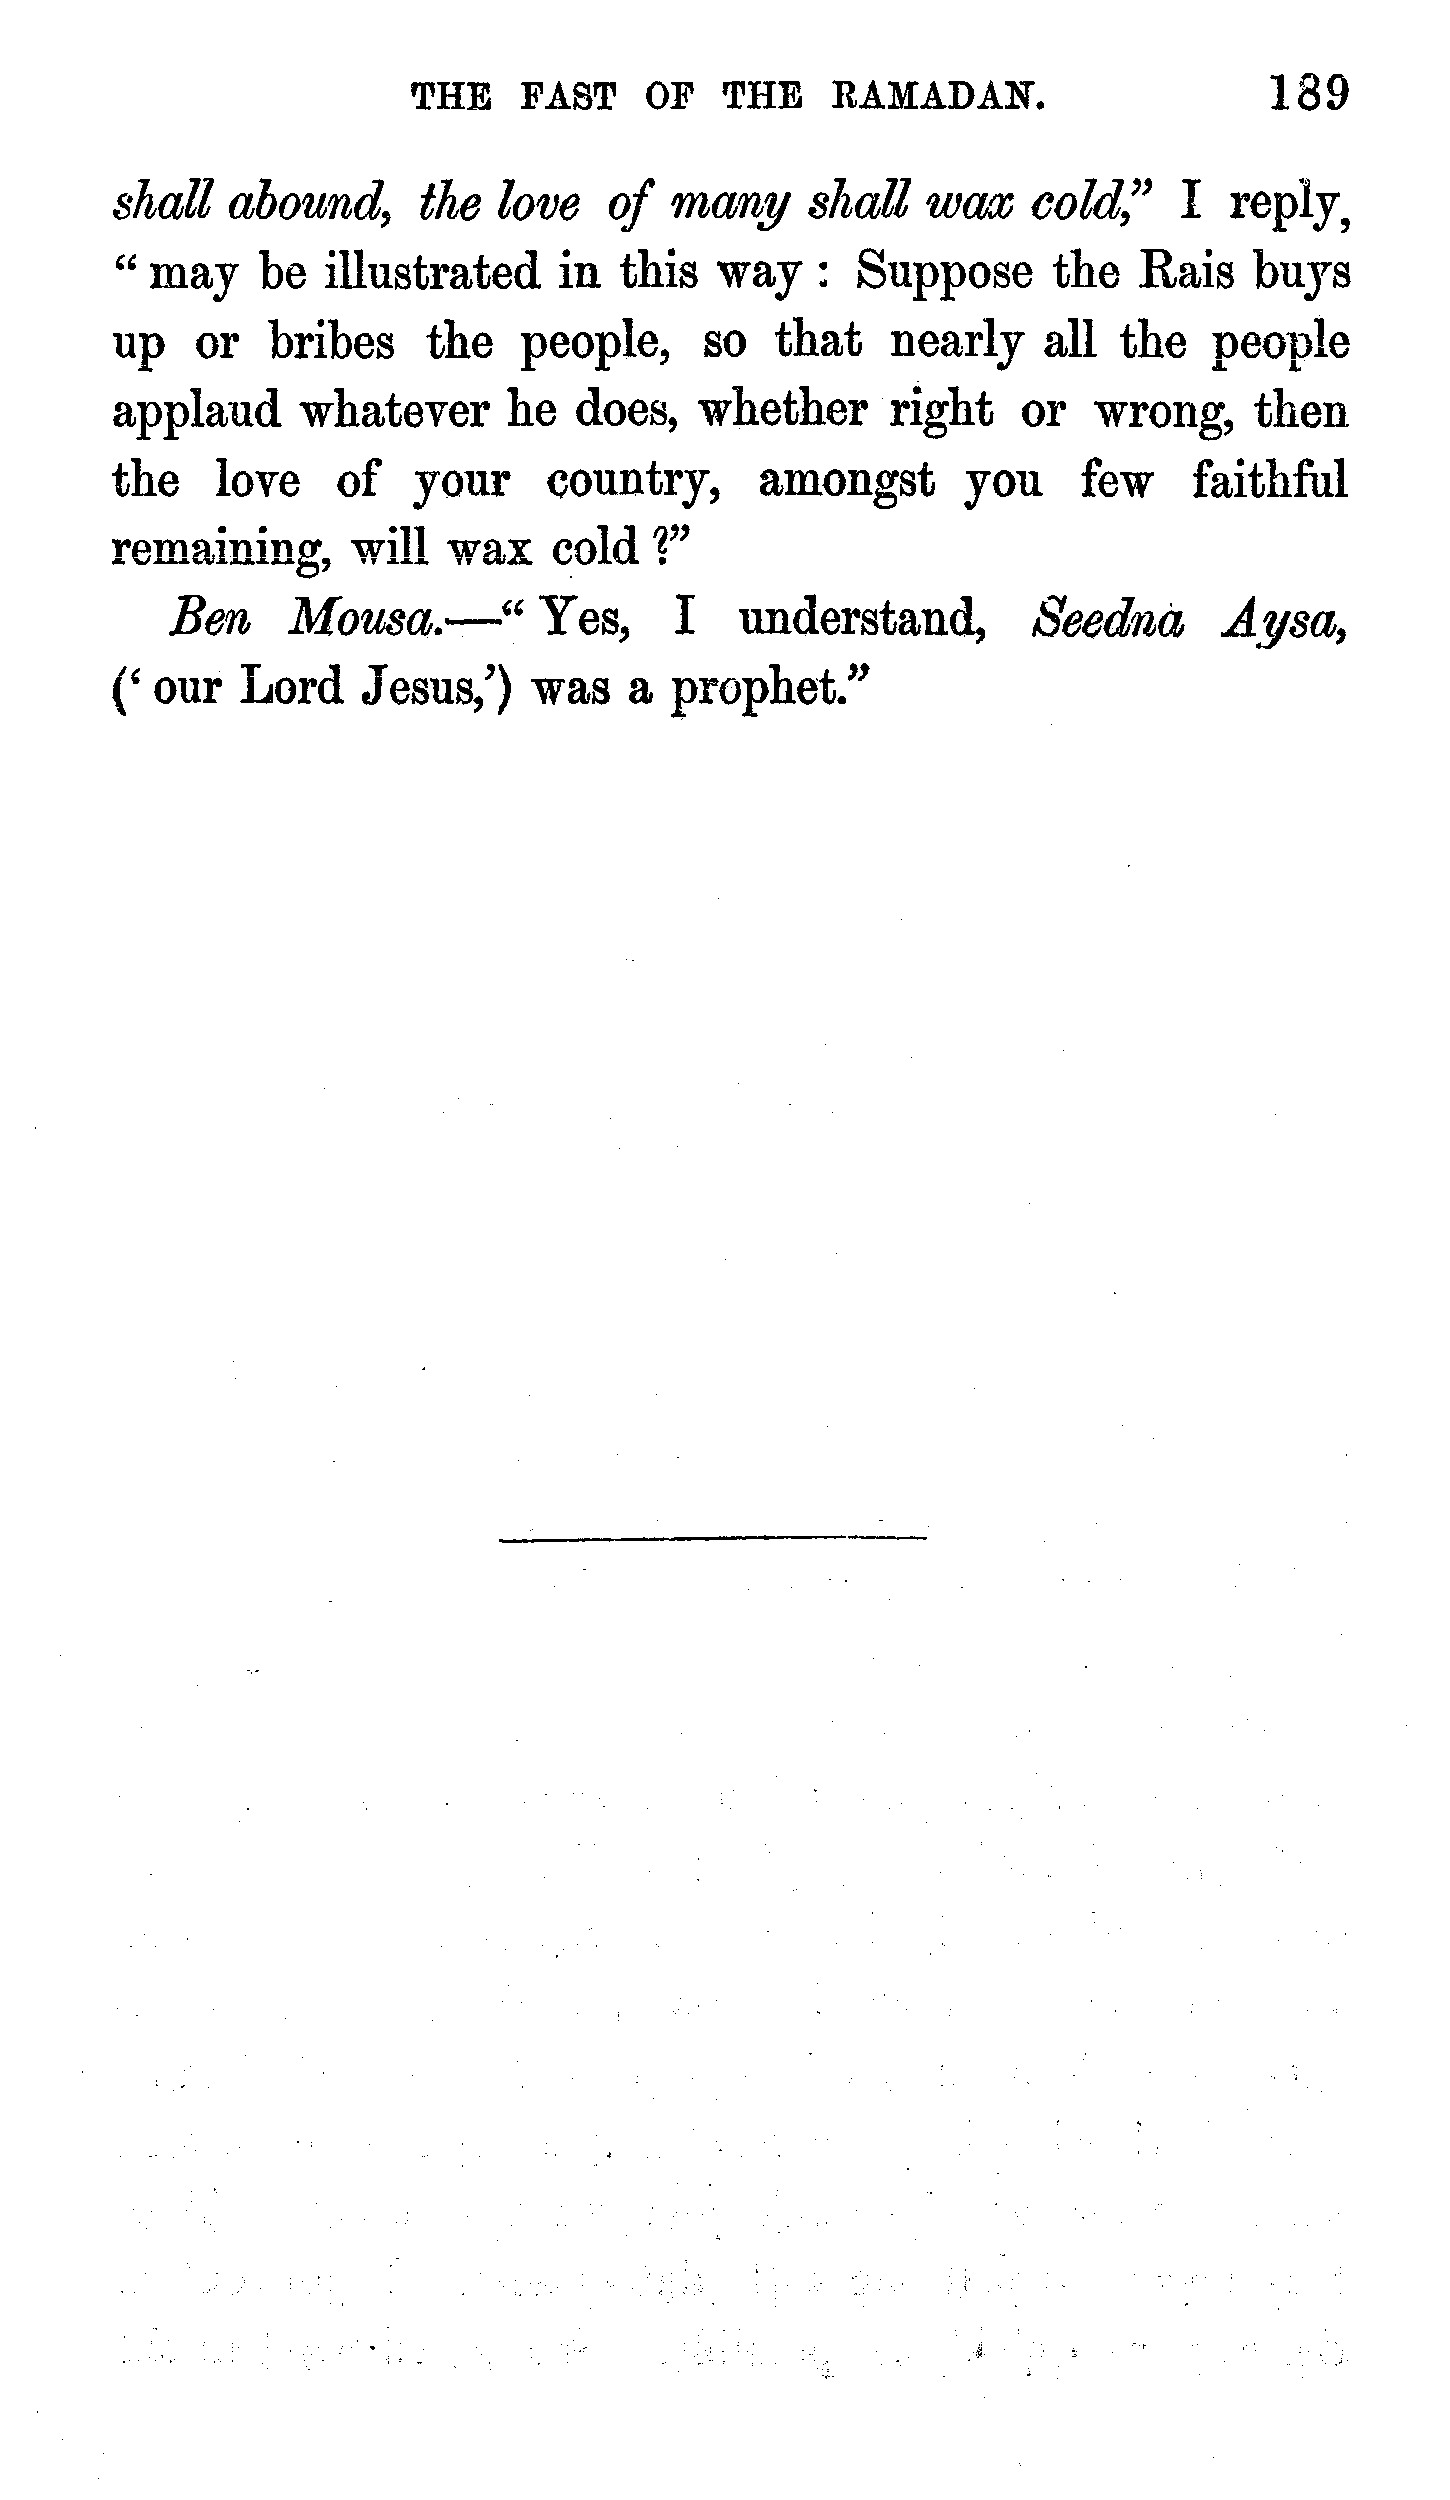 THE FAST OF THE RAMADAN. 189
shall abound, the love of many shall wax cold,” I reply,
“ may be illustrated in this way : Suppose the Rais buys
up or bribes the people, so that nearly all the people
applaud whatever he does, whether right or wrong, then
the love of your country, amongst you few faithful
remaining, will wax cold ?”
Ben Mousa.—“ Yes, I understand, Seedna Aysa,
(‘ our Lord Jesus,’) was a prophet.”